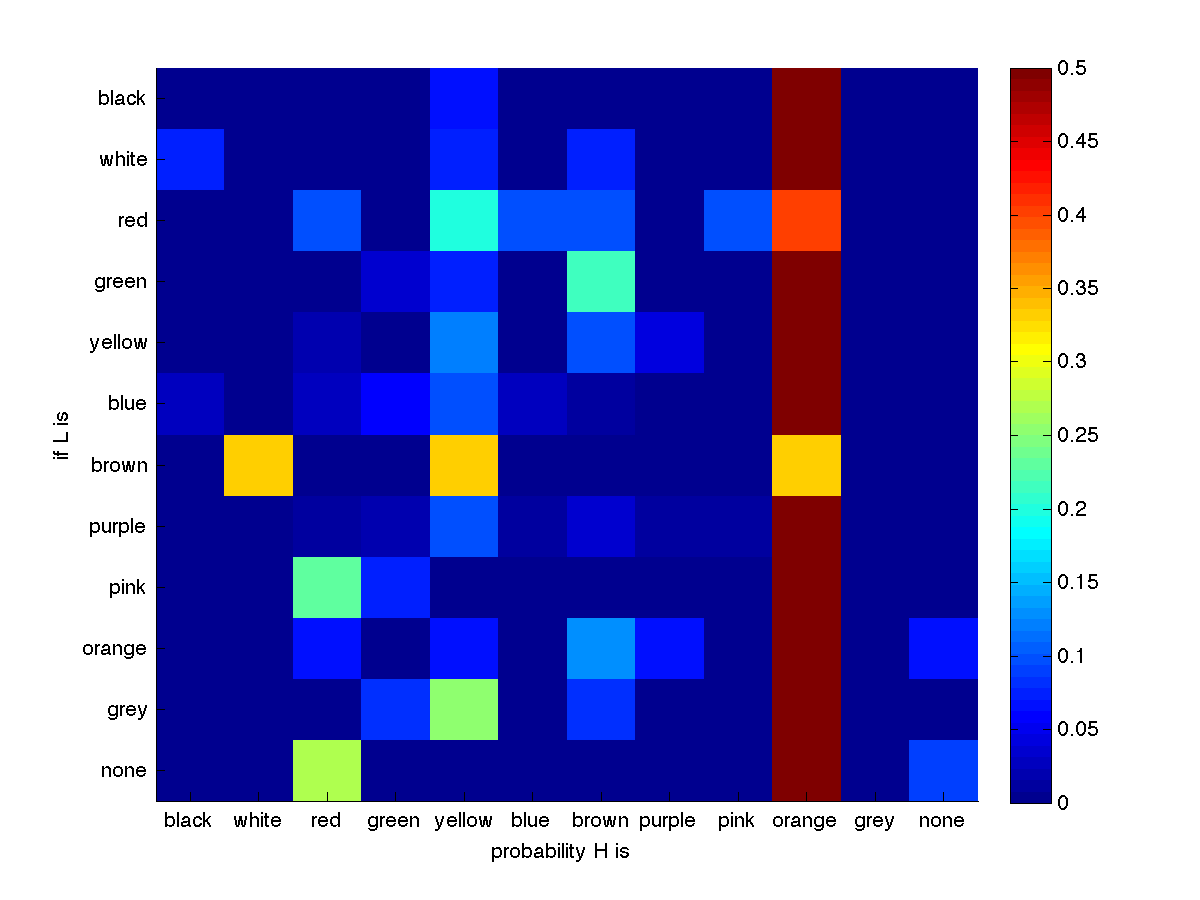 if L is
black
white
red
green
yellow
blue
brown
purple
pink
orange
grey
none
black white red green yellow blue brown purple pink orange grey none
probability H is
0.5
0.45
0.4
0.35
0.3
0.25
0.2
0.15
0.1
0.05
0